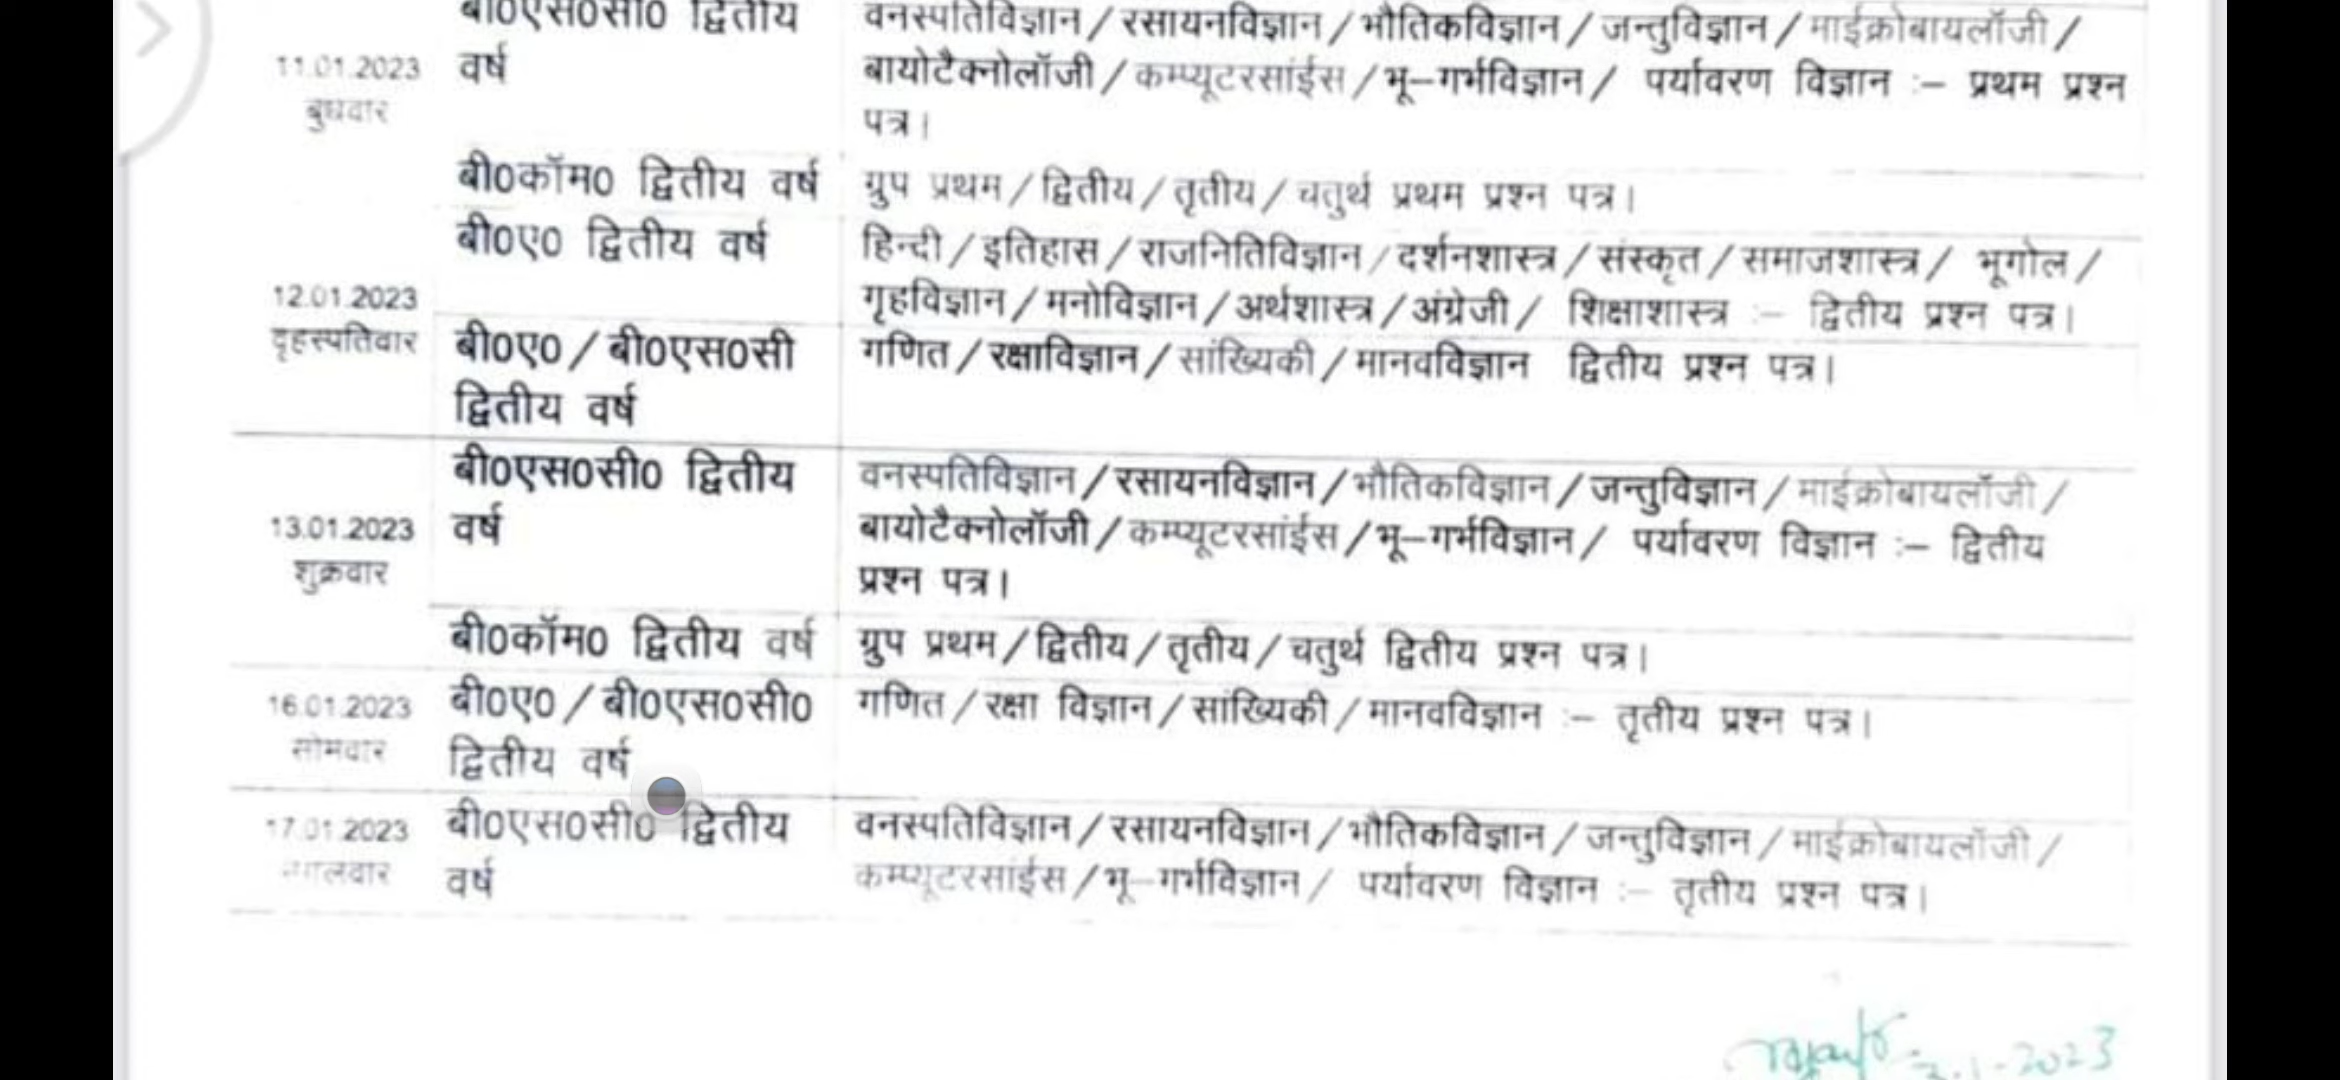 बी0एस0सी0 द्वितीय
वर्ष
11.01.2023
बुधवार
वनस्पतिविज्ञान/रसायनविज्ञान/भौतिकविज्ञान/जन्तुविज्ञान/माईक्रोबायलॉजी/
बायोटैक्नोलॉजी/कम्प्यूटरसांईस/भू–गर्भविज्ञान/ पर्यावरण विज्ञान :– प्रथम प्रश्न
पत्र।
बी0कॉम0 द्वितीय वर्ष
ग्रुप प्रथम/द्वितीय/तृतीय/चतुर्थ प्रथम प्रश्न पत्र।
12.01.2023
वृहस्पतिवार
बी0ए0 द्वितीय वर्ष
हिन्दी/इतिहास/राजनितिविज्ञान/दर्शनशास्त्र/संस्कृत/समाजशास्त्र/ भूगोल/
गृहविज्ञान/मनोविज्ञान/अर्थशास्त्र/अंग्रेजी/ शिक्षाशास्त्र :– द्वितीय प्रश्न पत्र।
बी0ए0/बी0एस0सी
द्वितीय वर्ष
गणित/रक्षाविज्ञान/सांख्यिकी/मानवविज्ञान द्वितीय प्रश्न पत्र।
13.01.2023
शुक्रवार
बी0एस0सी0 द्वितीय
वर्ष
वनस्पतिविज्ञान/रसायनविज्ञान/भौतिकविज्ञान/जन्तुविज्ञान/माईक्रोबायलॉजी/
बायोटैक्नोलॉजी/कम्प्यूटरसांईस/भू–गर्भविज्ञान/ पर्यावरण विज्ञान :– द्वितीय
प्रश्न पत्र।
बी0कॉम0 द्वितीय वर्ष
ग्रुप प्रथम/द्वितीय/तृतीय/चतुर्थ द्वितीय प्रश्न पत्र।
16.01.2023
सोमवार
बी0ए0/बी0एस0सी0
द्वितीय वर्ष
गणित/रक्षा विज्ञान/सांख्यिकी/मानवविज्ञान :– तृतीय प्रश्न पत्र।
17.01.2023
बी0एस0सी0 द्वितीय
वर्ष
वनस्पतिविज्ञान/रसायनविज्ञान/भौतिकविज्ञान/जन्तुविज्ञान/माईक्रोबायलॉजी/
कम्प्यूटरसांईस/भू–गर्भविज्ञान/ पर्यावरण विज्ञान :– तृतीय प्रश्न पत्र।